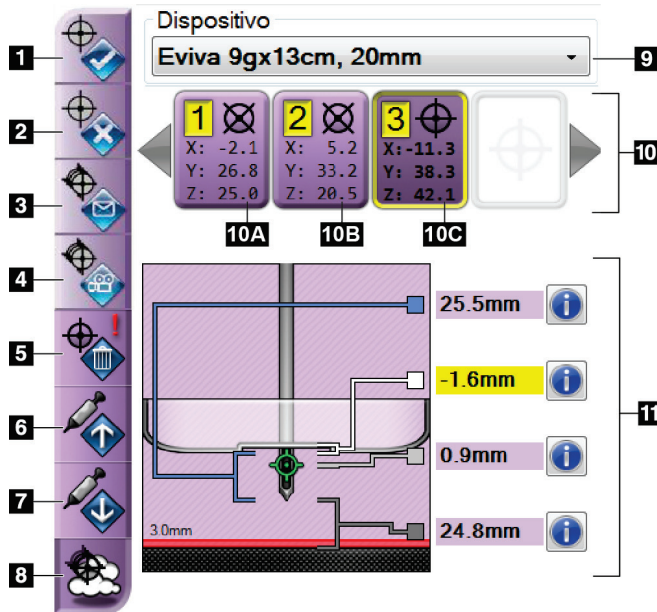 Dispositivo
1
Eviva 9gx13cm, 20mm
9
2
1
X: -2.1
Y: 26.8
Z: 25.0
2
X: 5.2
Y: 33.2
Z: 20.5
3
X:-11.3
Y: 38.3
Z: 42.1
10
3
10A
10B
10C
4
25.5mm
i
5
!
-1.6mm
i
11
6
0.9mm
i
7
3.0mm
24.8mm
i
8